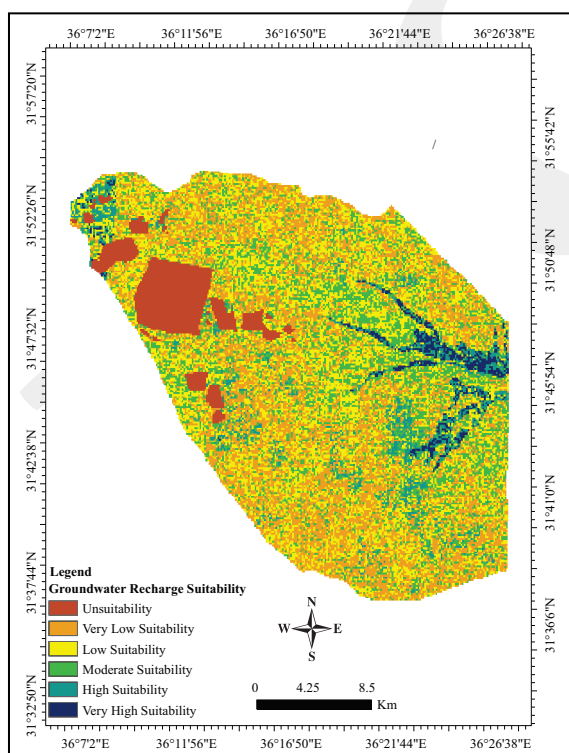 36°7'2"E 36°11'56"E 36°16'50"E 36°21'44"E 36°26'38"E
31°57'20"N
31°52'26"N
31°47'32"N
31°42'38"N
31°37'44"N
31°32'50"N
31°55'42"N
31°50'48"N
31°45'54"N
31°41'0"N
31°36'6"N
Legend
Groundwater Recharge Suitability
Unsuitability
Very Low Suitability
Low Suitability
Moderate Suitability
High Suitability
Very High Suitability
N
W E
S
0 4.25 8.5
Km
36°7'2"E 36°11'56"E 36°16'50"E 36°21'44"E 36°26'38"E